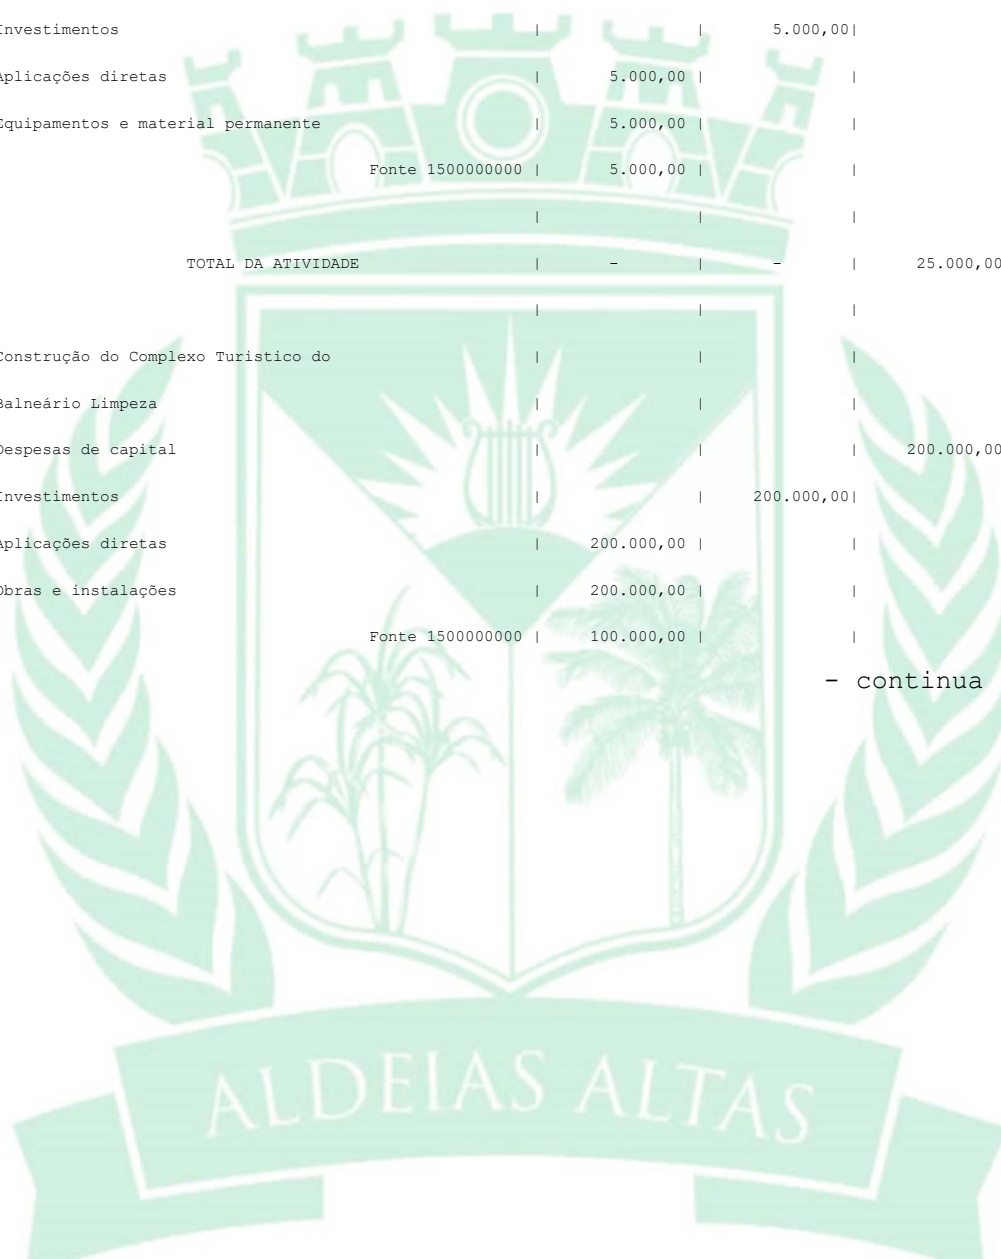 Investimentos | | 5.000,00|
Aplicações diretas | 5.000,00 | |
Equipamentos e material permanente | 5.000,00 | |
Fonte 1500000000 | 5.000,00 | |
| | |
TOTAL DA ATIVIDADE | - | - | 25.000,00
| | |
Construção do Complexo Turistico do | | |
Balneário Limpeza | | |
Despesas de capital | | | 200.000,00
Investimentos | | 200.000,00|
Aplicações diretas | 200.000,00 | |
Obras e instalações | 200.000,00 | |
Fonte 1500000000 | 100.000,00 | |
- continua
ALDEIAS ALTAS